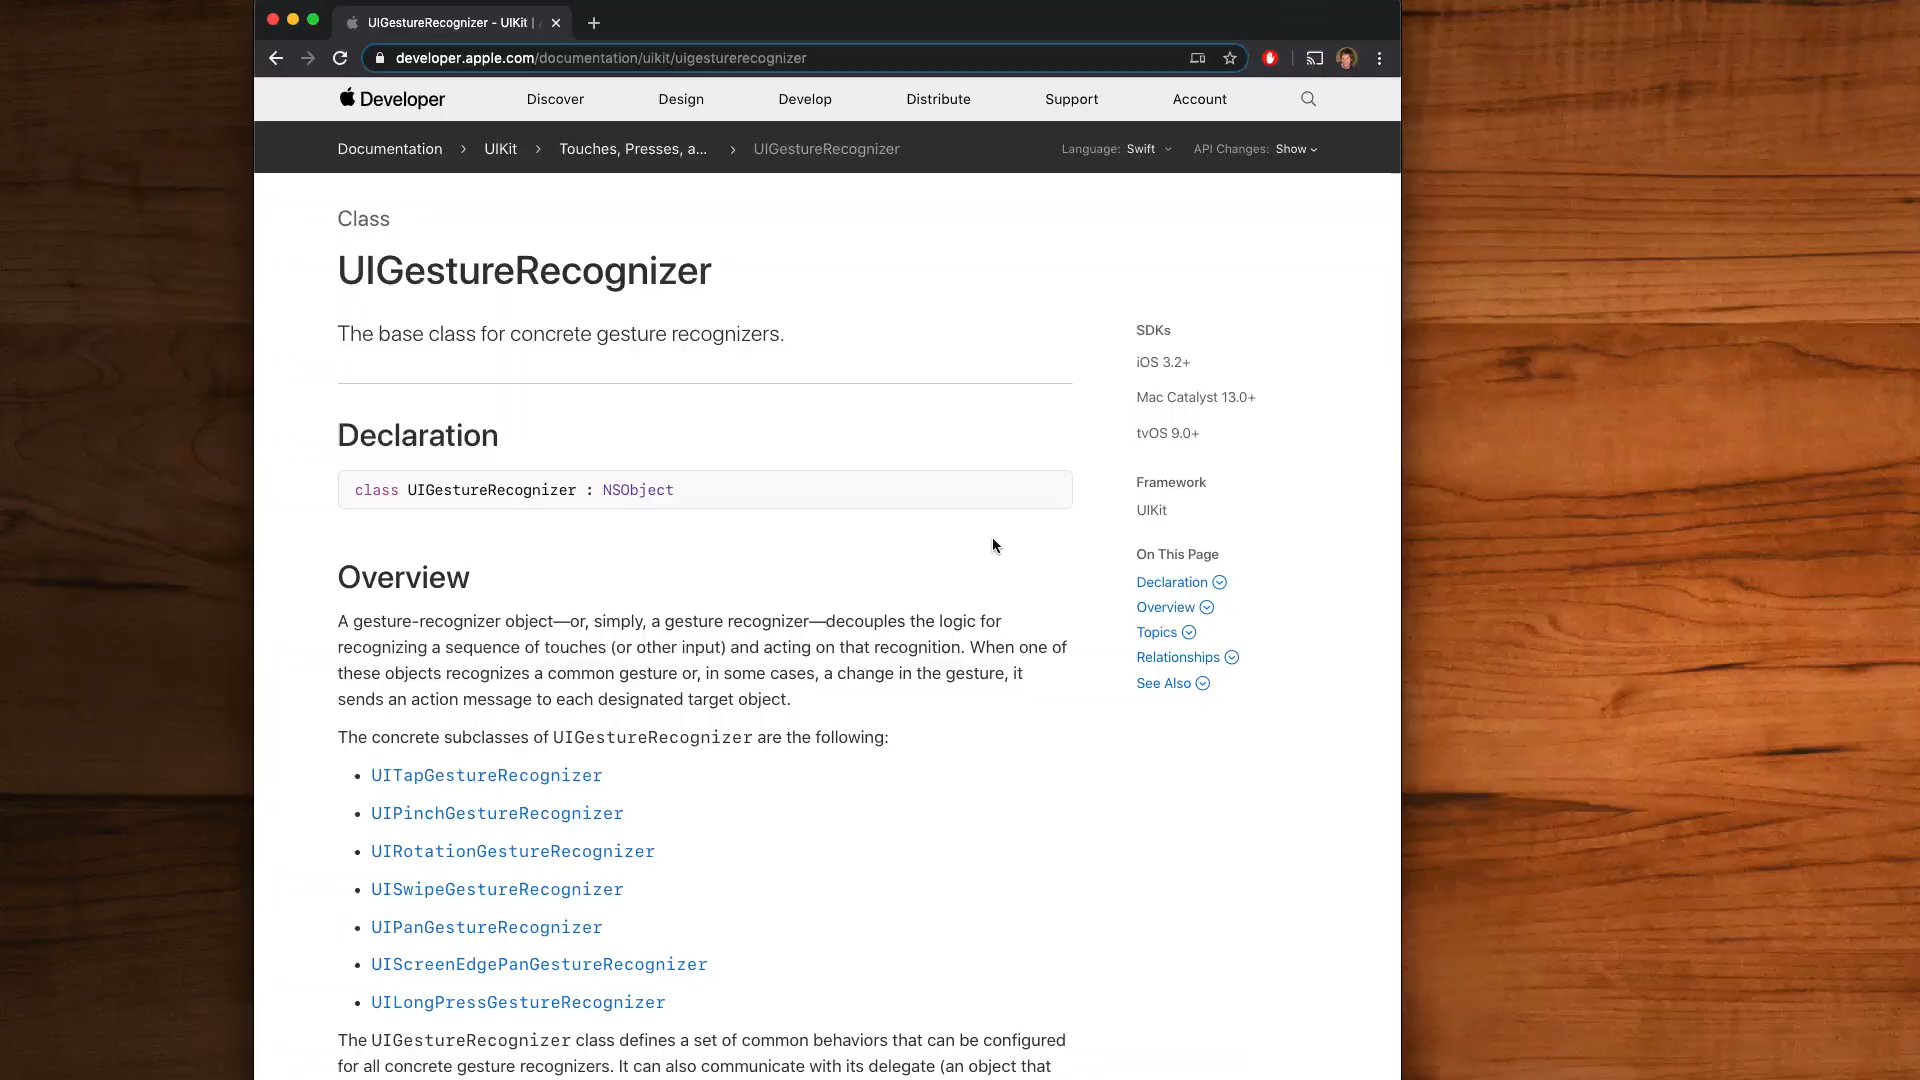 UIGestureRecognizer - UIKit |
developer.apple.com/documentation/uikit/uigesturerecognizer
Developer
Discover
Design
Develop
Distribute
Support
Account
Documentation > UIKit > Touches, Presses, a... > UIGestureRecognizer
Language: Swift
API Changes: Show
Class
UIGestureRecognizer
The base class for concrete gesture recognizers.
SDKs
iOS 3.2+
Mac Catalyst 13.0+
tvOS 9.0+
Framework
UIKit
On This Page
Declaration
Overview
Topics
Relationships
See Also
Declaration
class UIGestureRecognizer : NSObject
Overview
A gesture-recognizer object—or, simply, a gesture recognizer—decouples the logic for
recognizing a sequence of touches (or other input) and acting on that recognition. When one of
these objects recognizes a common gesture or, in some cases, a change in the gesture, it
sends an action message to each designated target object.
The concrete subclasses of UIGestureRecognizer are the following:
• UITapGestureRecognizer
• UIPinchGestureRecognizer
• UIRotationGestureRecognizer
• UISwipeGestureRecognizer
• UIPanGestureRecognizer
• UIScreenEdgePanGestureRecognizer
• UILongPressGestureRecognizer
The UIGestureRecognizer class defines a set of common behaviors that can be configured
for all concrete gesture recognizers. It can also communicate with its delegate (an object that